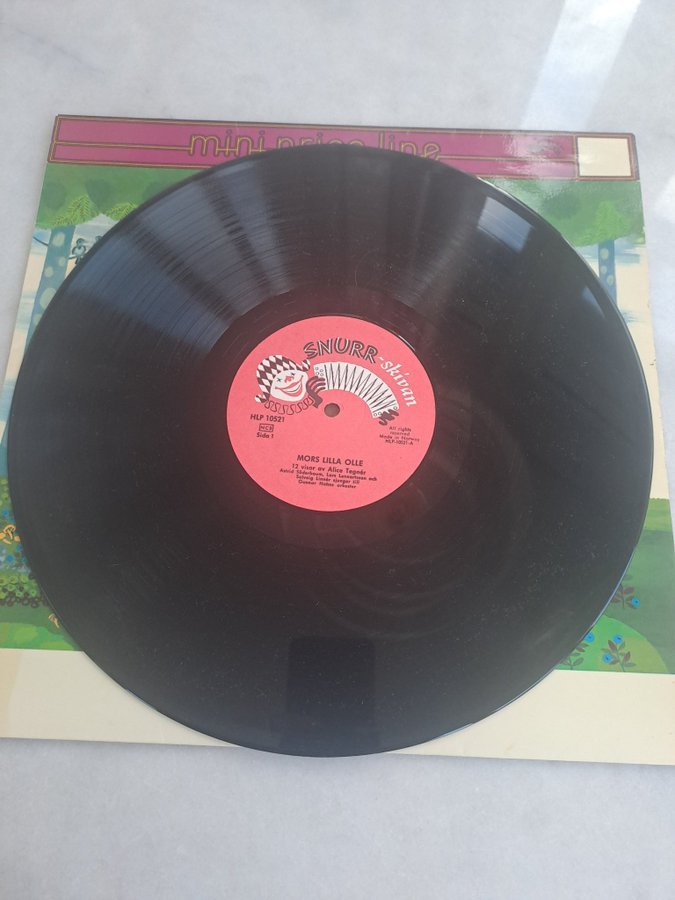 mini price line
SNURR-skivan
HLP 10521
NCB
Sida 1
All rights
reserved
Made in Norway
HLP-10521-A
MORS LILLA OLLE
12 visor av Alice Tegnér
Astrid Söderbaum, Lars Lennartsson och
Solveig Linnér sjunger till
Gunnar Hahns orkester